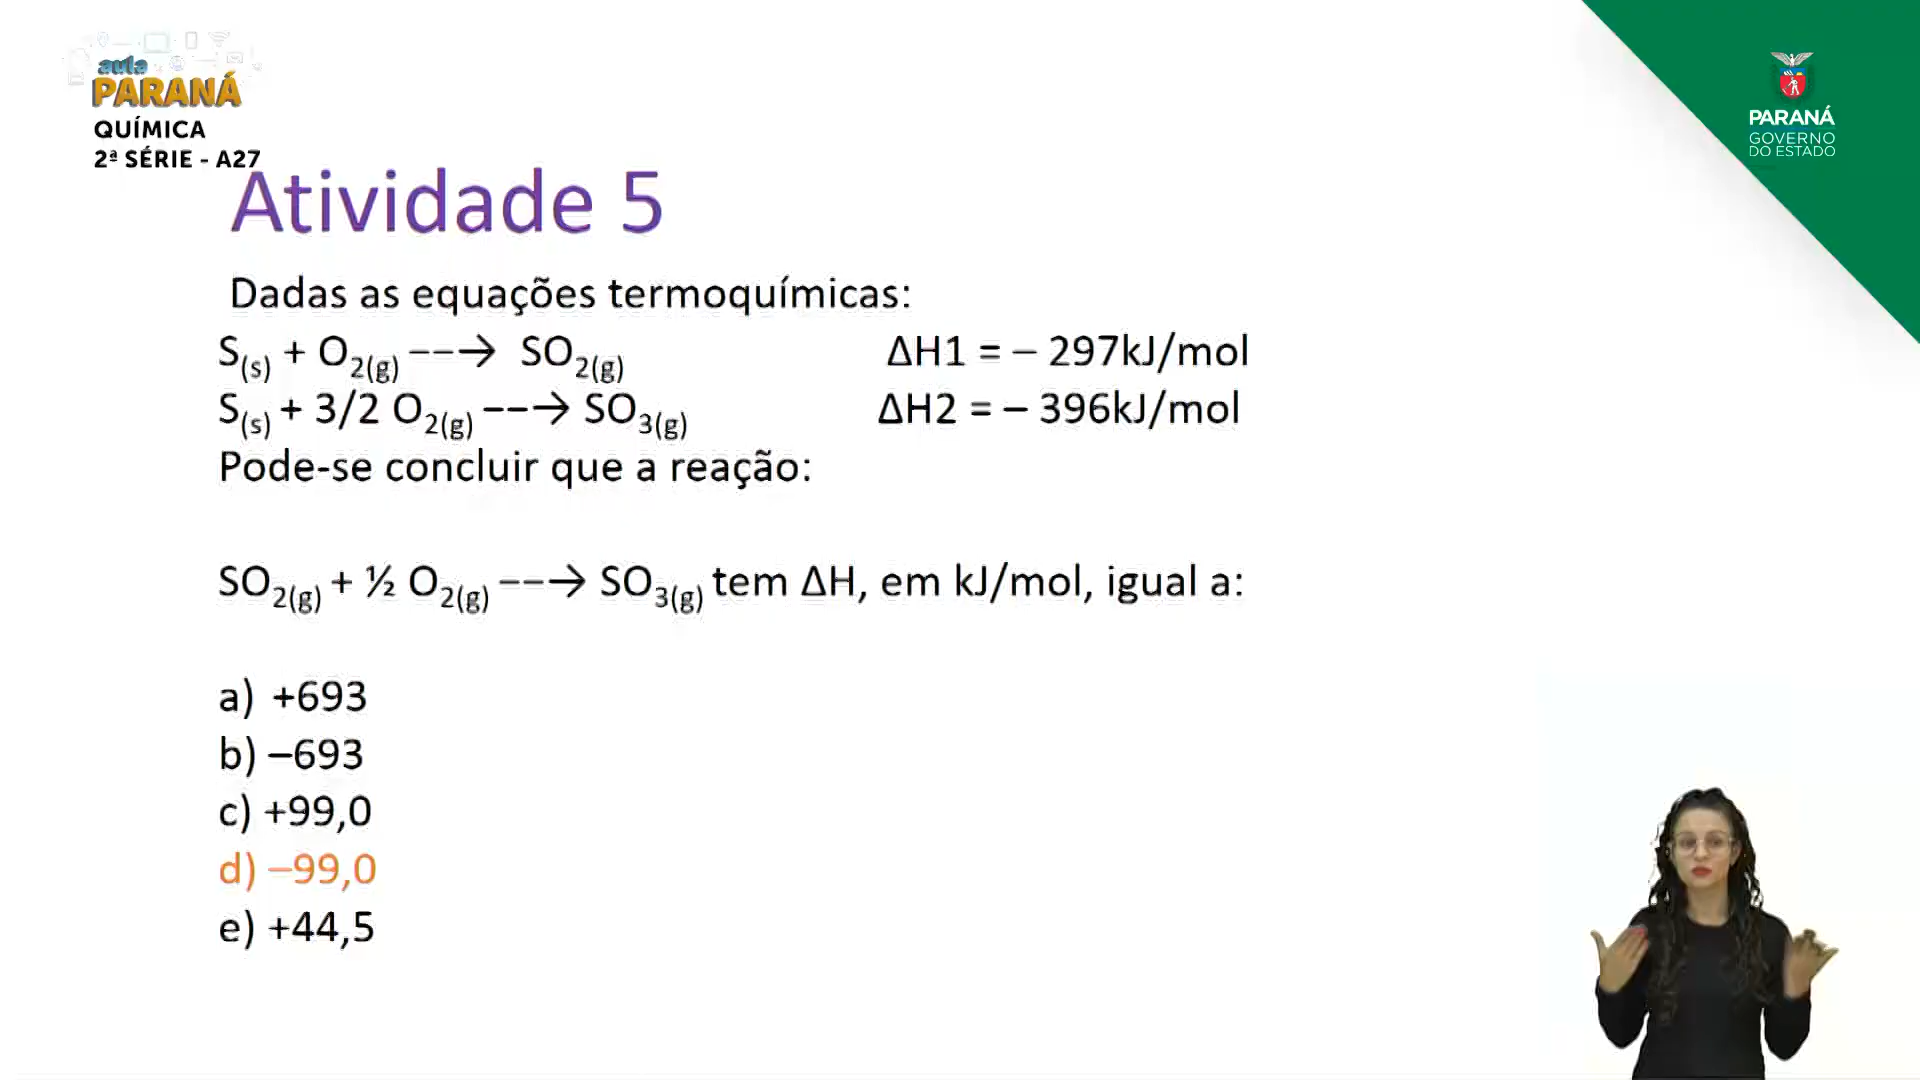 aula
PARANÁ
QUÍMICA
2ª SÉRIE - A27
PARANÁ
GOVERNO
DO ESTADO
Atividade 5
Dadas as equações termoquímicas:
S(s) + O2(g) ---→ SO2(g) ΔH1 = – 297kJ/mol
S(s) + 3/2 O2(g) ---→ SO3(g) ΔH2 = – 396kJ/mol
Pode-se concluir que a reação:
SO2(g) + ½ O2(g) ---→ SO3(g) tem ΔH, em kJ/mol, igual a:
a) +693
b) –693
c) +99,0
d) –99,0
e) +44,5